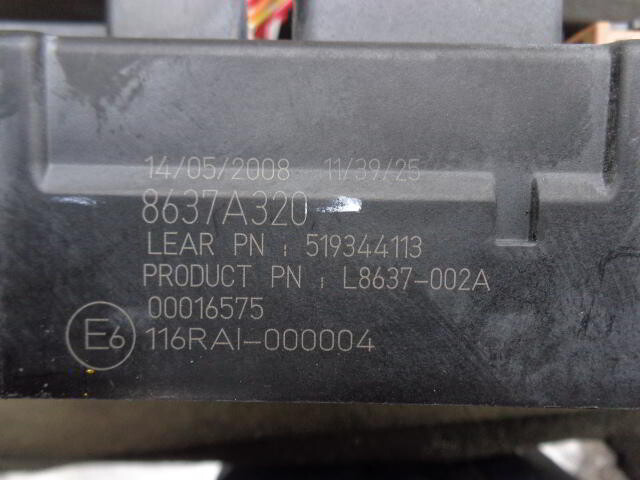 14/05/2008 11/39/25
8637A320
LEAR PN : 519344113
PRODUCT PN : L8637-002A
00016575
E6
116RAI-000004